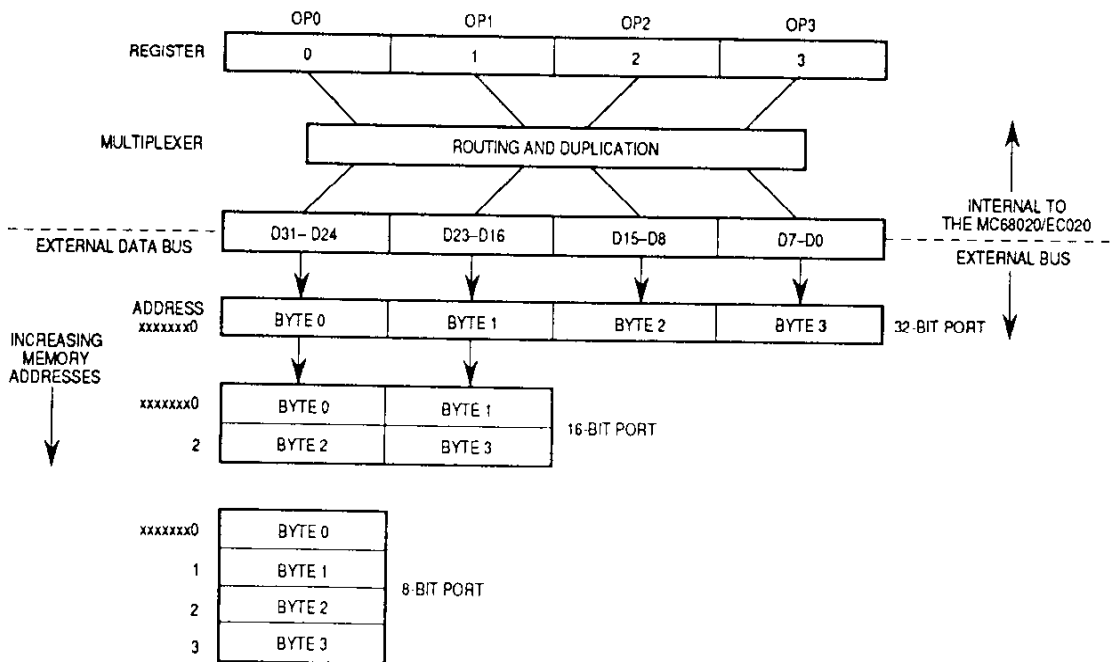 OP0 OP1 OP2 OP3
REGISTER 0 1 2 3
MULTIPLEXER ROUTING AND DUPLICATION
INTERNAL TO
THE MC68020/EC020
D31–D24 D23–D16 D15–D8 D7–D0
EXTERNAL DATA BUS
EXTERNAL BUS
ADDRESS
xxxxxxx0 BYTE 0 BYTE 1 BYTE 2 BYTE 3 32-BIT PORT
INCREASING
MEMORY
ADDRESSES
xxxxxxx0 BYTE 0 BYTE 1
16-BIT PORT
2 BYTE 2 BYTE 3
xxxxxxx0 BYTE 0
1 BYTE 1
8-BIT PORT
2 BYTE 2
3 BYTE 3